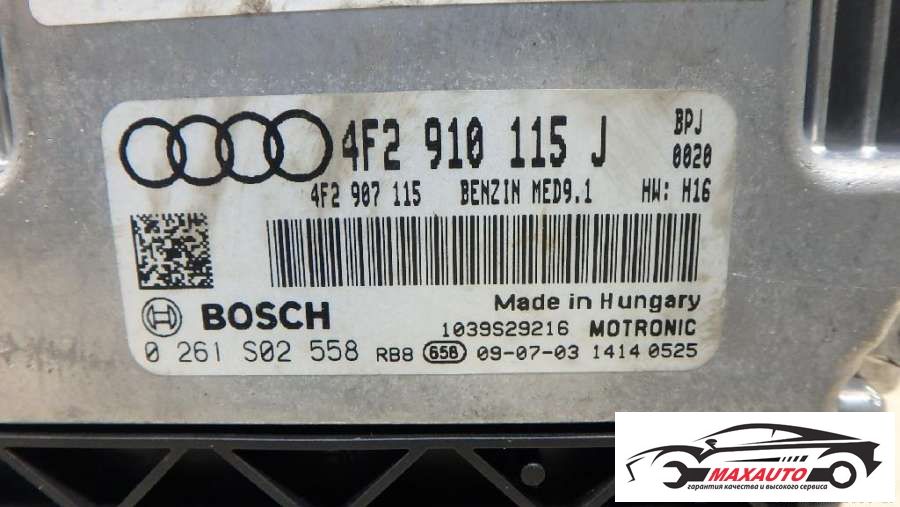 4F2 910 115 J
BPJ
0020
4F2 907 115 BENZIN MED9.1 HW: H16
Made in Hungary
BOSCH
1039S29216 MOTRONIC
0 261 S02 558 RB8 658 09-07-03 1414 0525
MAXAUTO
гарантия качества и высокого сервиса